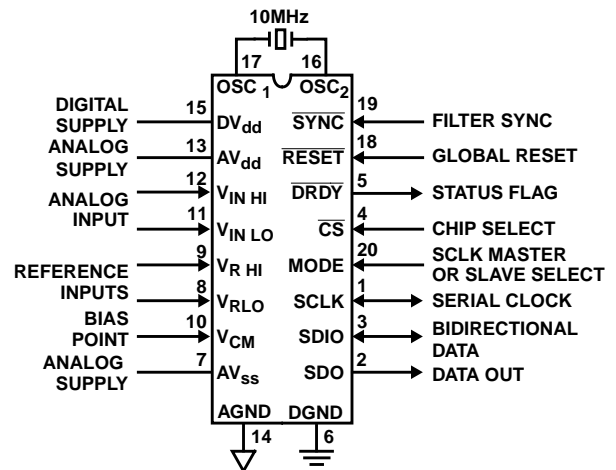 10MHz
17 16
OSC1 OSC2
DIGITAL SUPPLY 15 DVdd SYNC 19 FILTER SYNC
ANALOG SUPPLY 13 AVdd RESET 18 GLOBAL RESET
ANALOG INPUT 12 VIN HI DRDY 5 STATUS FLAG
11 VIN LO CS 4 CHIP SELECT
REFERENCE INPUTS 9 VR HI MODE 20 SCLK MASTER OR SLAVE SELECT
8 VRLO SCLK 1 SERIAL CLOCK
BIAS POINT 10 VCM SDIO 3 BIDIRECTIONAL DATA
ANALOG SUPPLY 7 AVss SDO 2 DATA OUT
AGND DGND
14 6